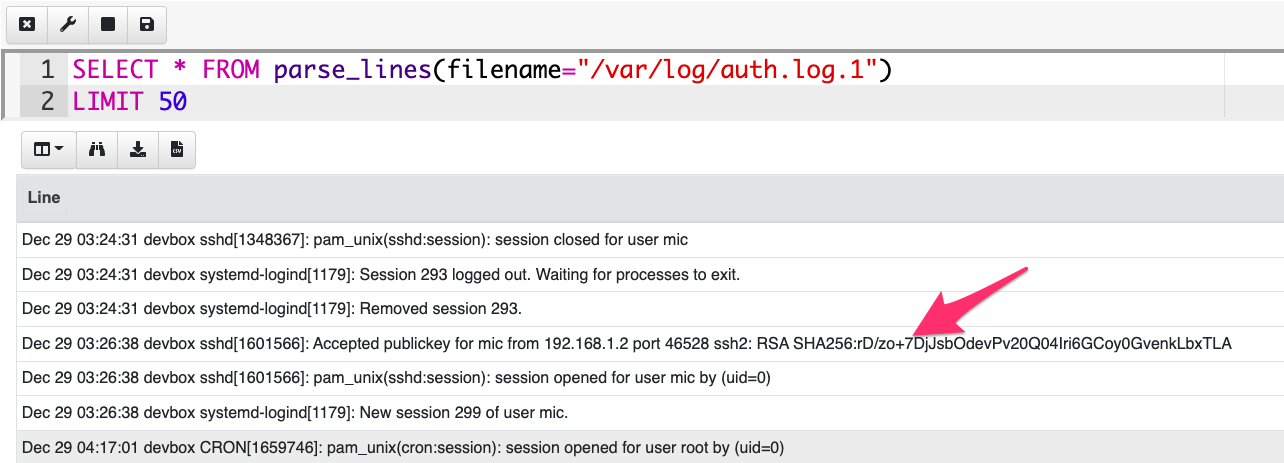 1 SELECT * FROM parse_lines(filename="/var/log/auth.log.1")
2 LIMIT 50
CSV
Line
Dec 29 03:24:31 devbox sshd[1348367]: pam_unix(sshd:session): session closed for user mic
Dec 29 03:24:31 devbox systemd-logind[1179]: Session 293 logged out. Waiting for processes to exit.
Dec 29 03:24:31 devbox systemd-logind[1179]: Removed session 293.
Dec 29 03:26:38 devbox sshd[1601566]: Accepted publickey for mic from 192.168.1.2 port 46528 ssh2: RSA SHA256:rD/zo+7DjJsbOdevPv20Q04Iri6GCoy0GvenkLbxTLA
Dec 29 03:26:38 devbox sshd[1601566]: pam_unix(sshd:session): session opened for user mic by (uid=0)
Dec 29 03:26:38 devbox systemd-logind[1179]: New session 299 of user mic.
Dec 29 04:17:01 devbox CRON[1659746]: pam_unix(cron:session): session opened for user root by (uid=0)